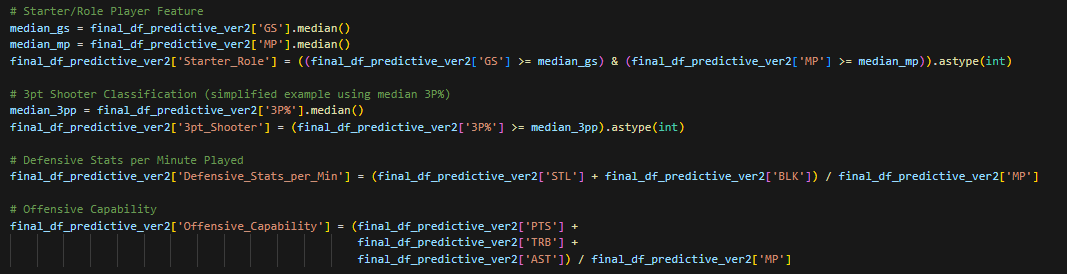 # Starter/Role Player Feature
median_gs = final_df_predictive_ver2['GS'].median()
median_mp = final_df_predictive_ver2['MP'].median()
final_df_predictive_ver2['Starter_Role'] = ((final_df_predictive_ver2['GS'] >= median_gs) & (final_df_predictive_ver2['MP'] >= median_mp)).astype(int)
# 3pt Shooter Classification (simplified example using median 3P%)
median_3pp = final_df_predictive_ver2['3P%'].median()
final_df_predictive_ver2['3pt_Shooter'] = (final_df_predictive_ver2['3P%'] >= median_3pp).astype(int)
# Defensive Stats per Minute Played
final_df_predictive_ver2['Defensive_Stats_per_Min'] = (final_df_predictive_ver2['STL'] + final_df_predictive_ver2['BLK']) / final_df_predictive_ver2['MP']
# Offensive Capability
final_df_predictive_ver2['Offensive_Capability'] = (final_df_predictive_ver2['PTS'] +
final_df_predictive_ver2['TRB'] +
final_df_predictive_ver2['AST']) / final_df_predictive_ver2['MP']